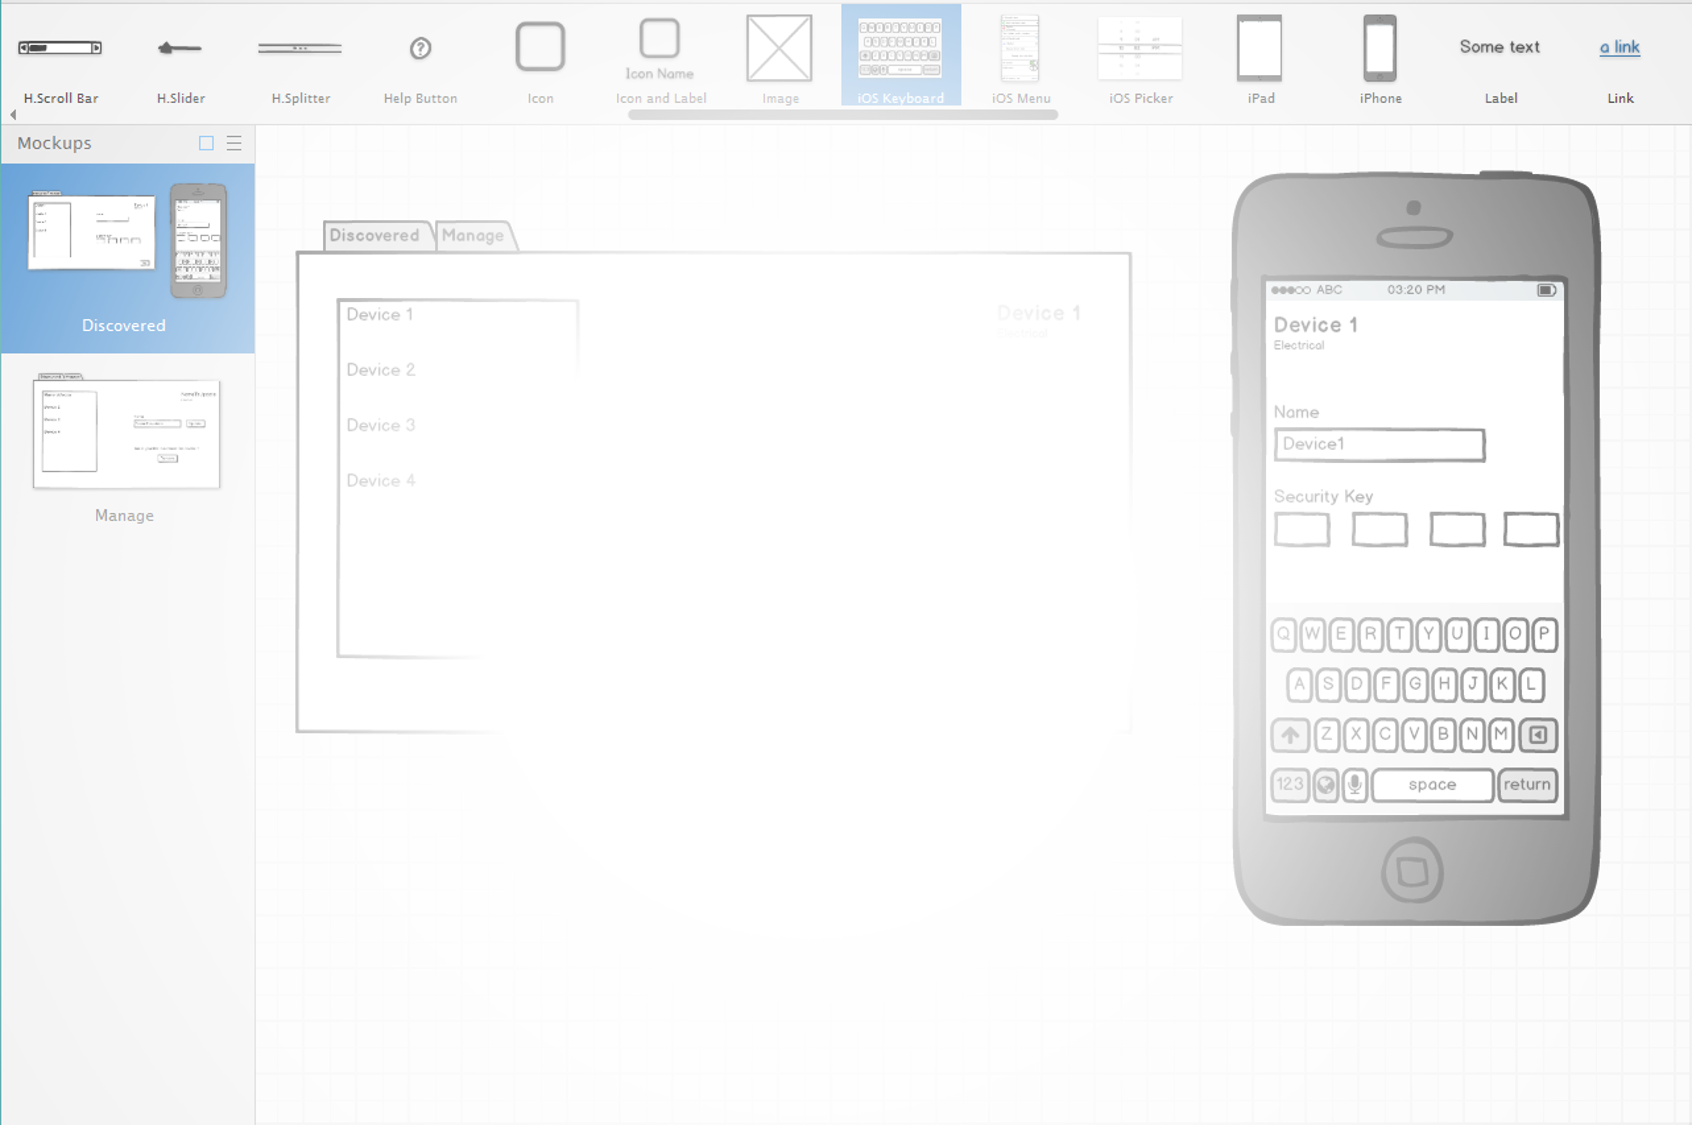 Some text
a link
Icon Name
H.Scroll Bar
H.Slider
H.Splitter
Help Button
Icon
Icon and Label
Image
iOS Keyboard
iOS Menu
iOS Picker
iPad
iPhone
Label
Link
Mockups
Discovered
Manage
Discovered
Manage
Device 1
Device 2
Device 3
Device 4
Device 1
Electrical
ABC 03:20 PM
Device 1
Electrical
Name
Device1
Security Key
Q W E R T Y U I O P
A S D F G H J K L
Z X C V B N M
123 space return